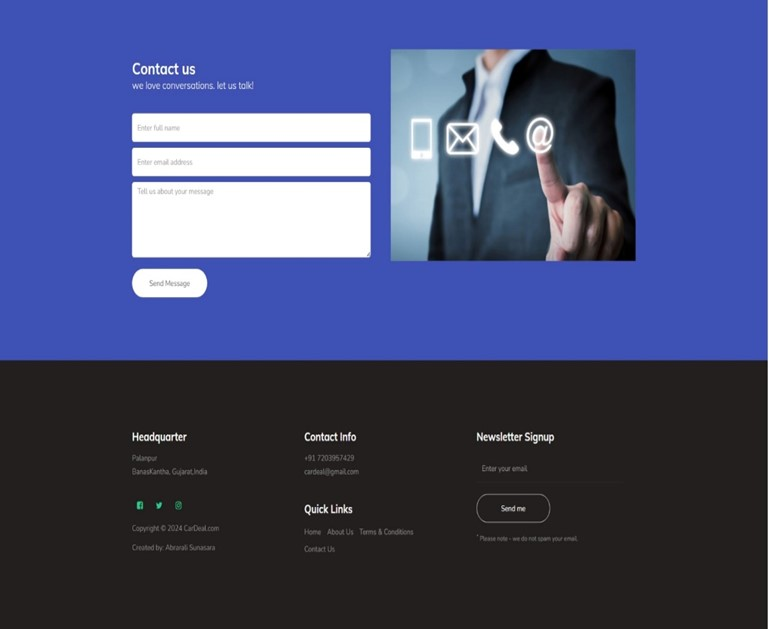 Contact us
we love conversations. let us talk!
Enter full name
Enter email address
Tell us about your message
Send Message
@
Headquarter
Palanpur
BanasKantha, Gujarat,India
Copyright © 2024 CarDeal.com
Created by: Abrarali Sunasara
Contact Info
+91 7203957429
cardeal@gmail.com
Quick Links
Home About Us Terms & Conditions
Contact Us
Newsletter Signup
Enter your email
Send me
* Please note - we do not spam your email.